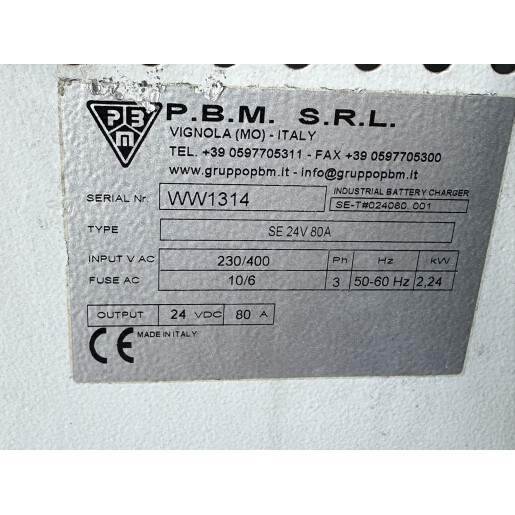 PB
M
P.B.M. S.R.L.
VIGNOLA (MO) - ITALY
TEL. +39 0597705311 - FAX +39 0597705300
www.gruppopbm.it - info@gruppopbm.it
SERIAL Nr. WW1314 INDUSTRIAL BATTERY CHARGER
SE-T#024080.001
TYPE SE 24V 80A
INPUT V AC 230/400 Ph Hz kW
FUSE AC 10/6 3 50-60 Hz 2,24
OUTPUT 24 VDC 80 A
CE MADE IN ITALY